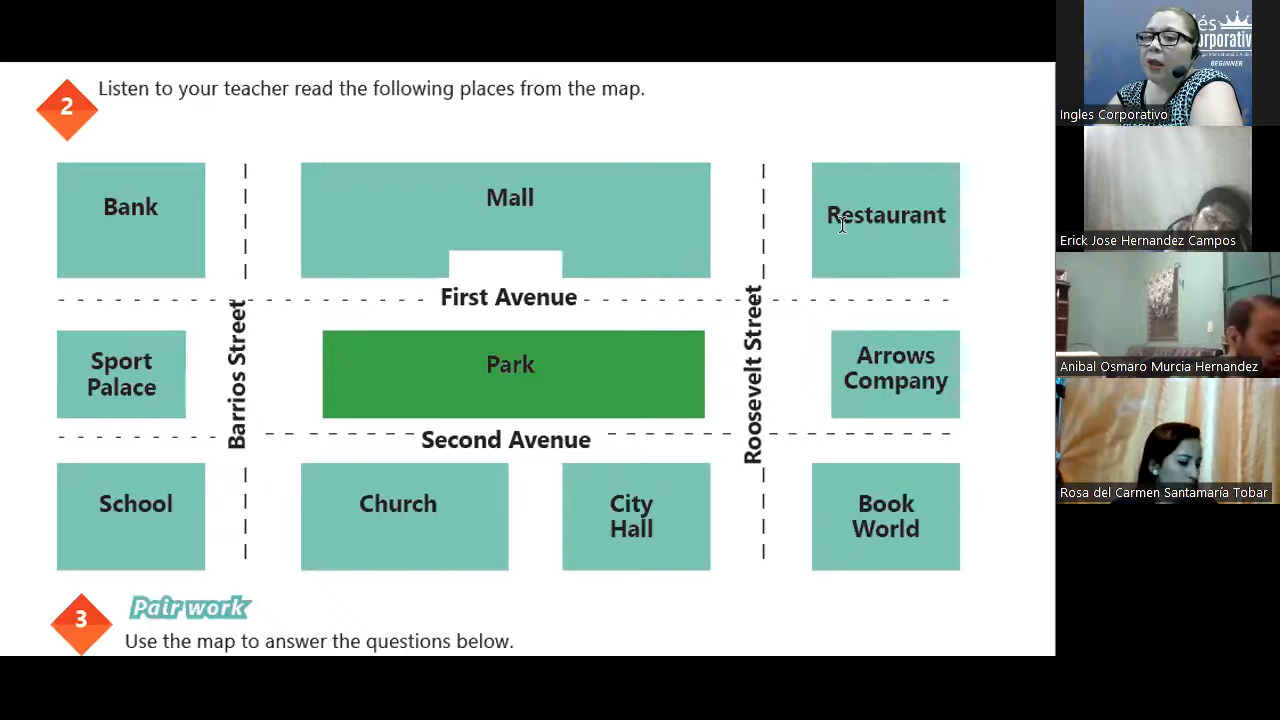 2
Listen to your teacher read the following places from the map.
Bank
Mall
Restaurant
First Avenue
Barrios Street
Roosevelt Street
Sport
Palace
Park
Arrows
Company
Second Avenue
School
Church
City
Hall
Book
World
3
Pair work
Use the map to answer the questions below.
BEGINNER
Ingles Corporativo
Erick Jose Hernandez Campos
Anibal Osmaro Murcia Hernandez
Rosa del Carmen Santamaría Tobar